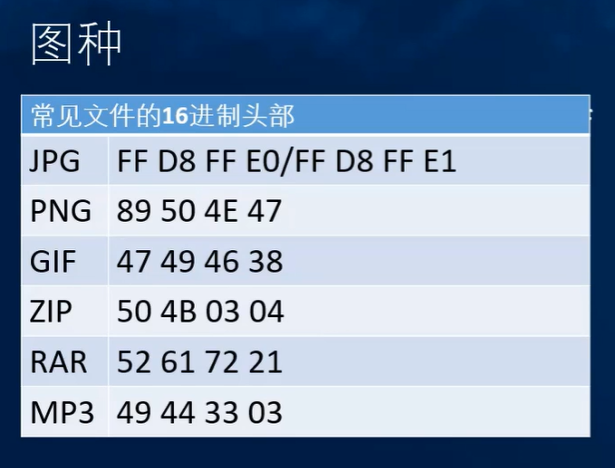 图种
常见文件的16进制头部
JPG FF D8 FF E0/FF D8 FF E1
PNG 89 50 4E 47
GIF 47 49 46 38
ZIP 50 4B 03 04
RAR 52 61 72 21
MP3 49 44 33 03